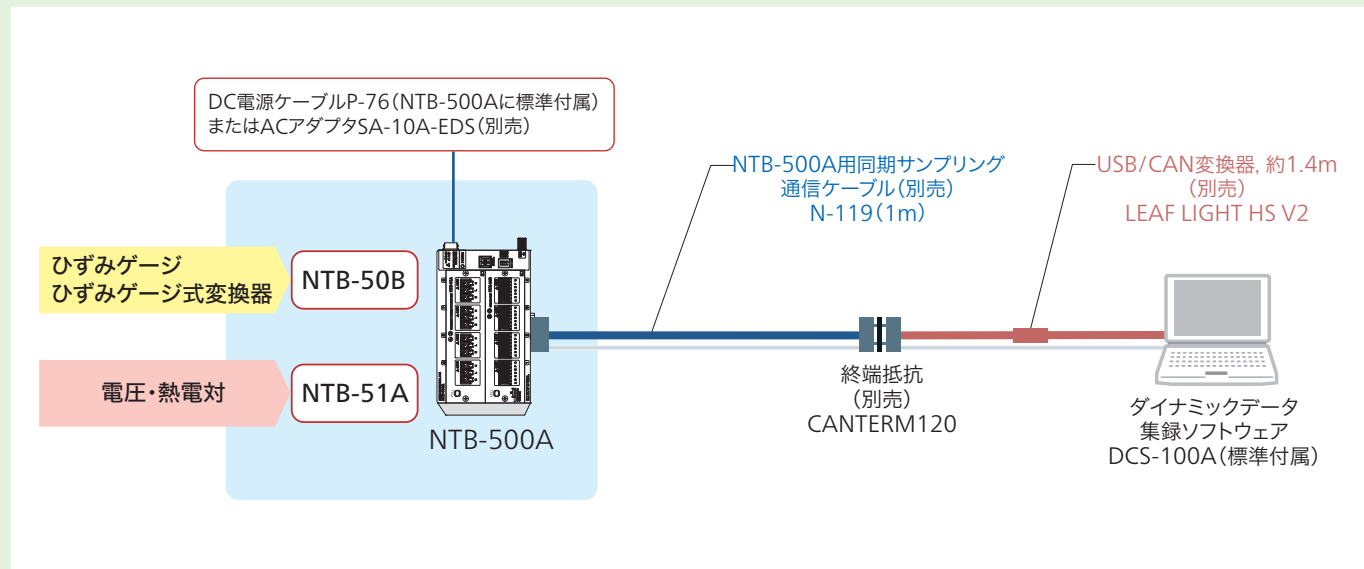 DC電源ケーブルP-76(NTB-500Aに標準付属)
またはACアダプタSA-10A-EDS(別売)
NTB-500A用同期サンプリング
通信ケーブル(別売)
N-119(1m)
USB/CAN変換器, 約1.4m
(別売)
LEAF LIGHT HS V2
ひずみゲージ
ひずみゲージ式変換器
NTB-50B
電圧・熱電対
NTB-51A
NTB-500A
終端抵抗
(別売)
CANTERM120
ダイナミックデータ
集録ソフトウェア
DCS-100A(標準付属)